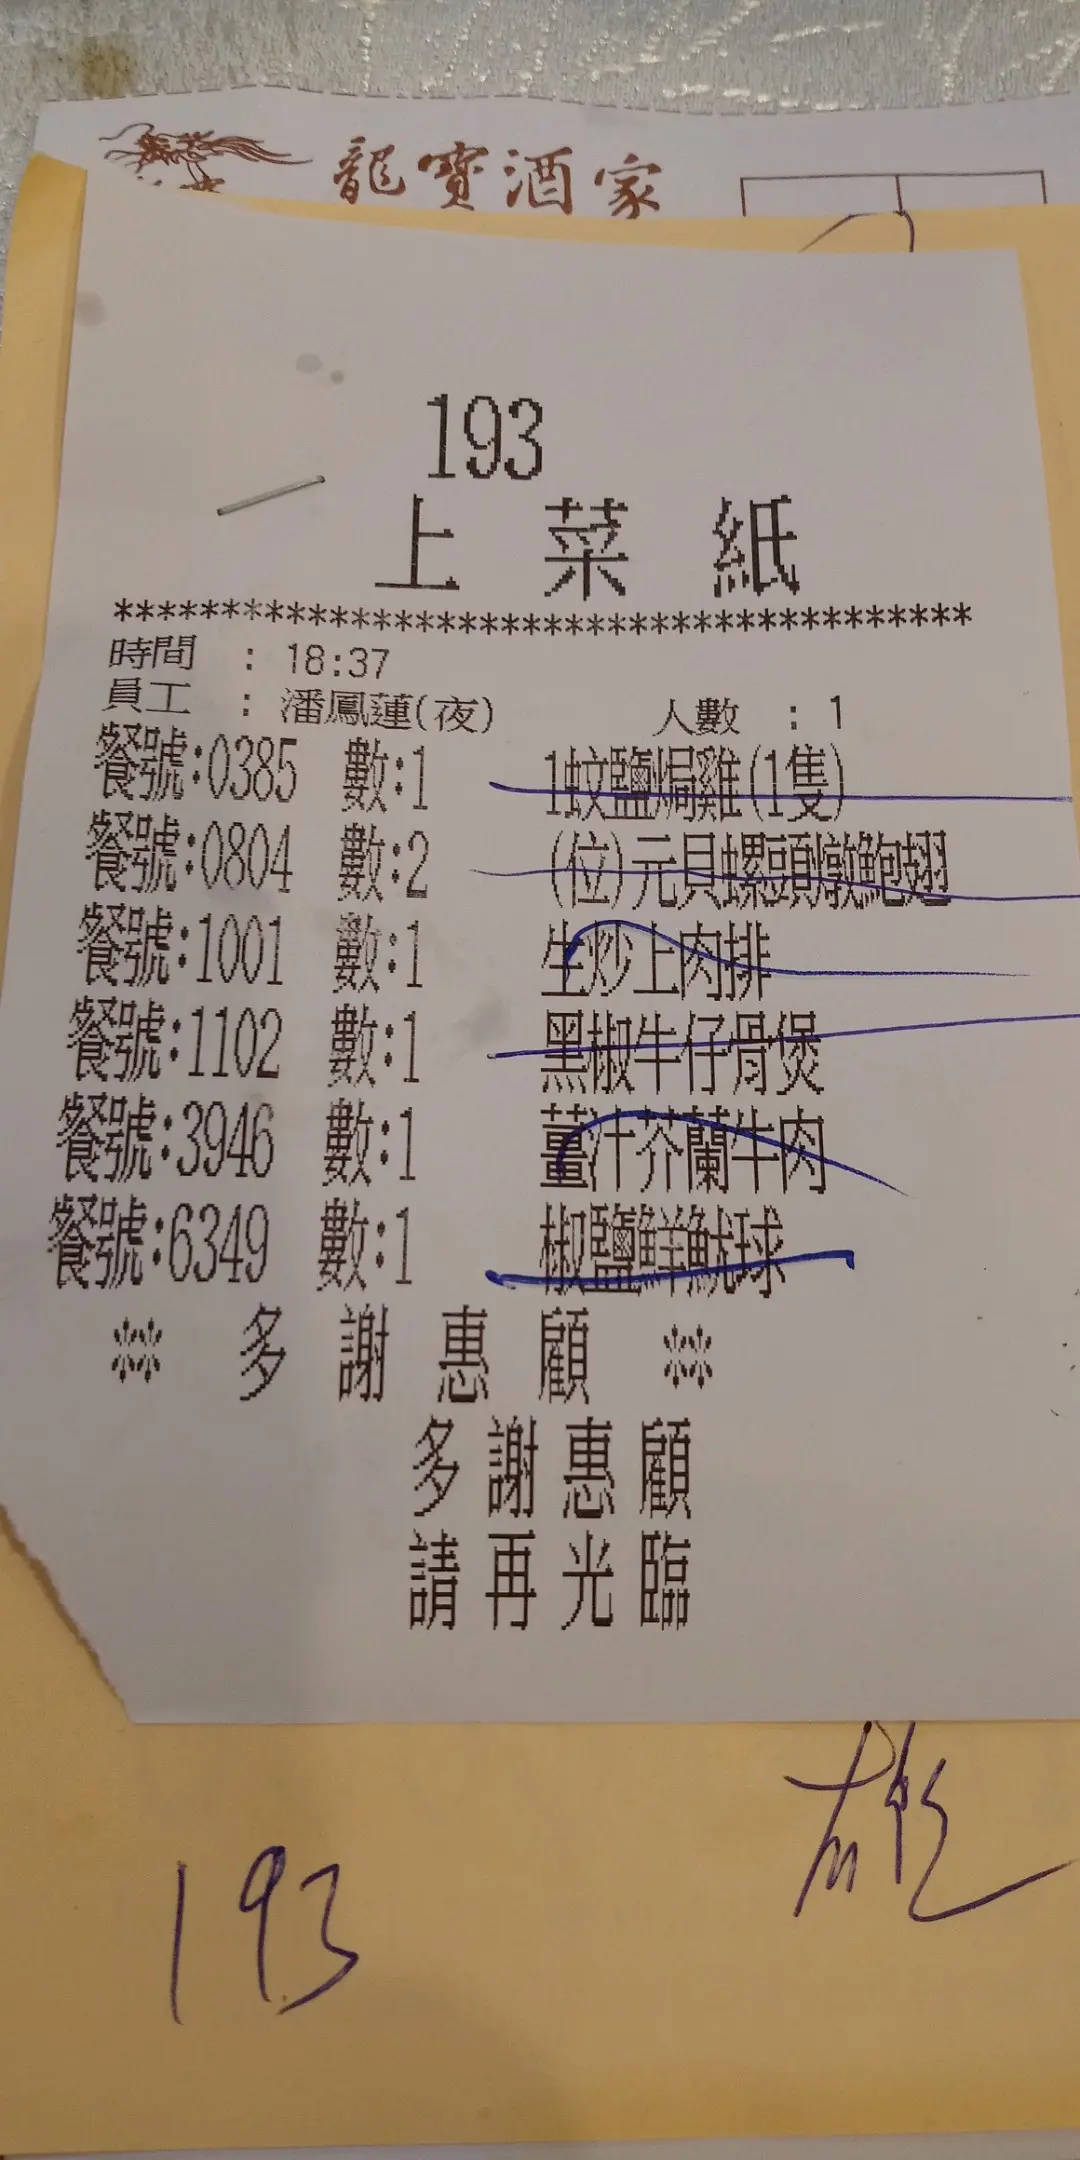 龍寶酒家
193
上菜紙
****************************************
時間 : 18:37
員工 : 潘鳳蓮(夜) 人數 : 1
餐號:0385 數:1 1蚊鹽焗雞(1隻)
餐號:0804 數:2 (位)元貝螺頭燉鮑翅
餐號:1001 數:1 生炒上肉排
餐號:1102 數:1 黑椒牛仔骨煲
餐號:3946 數:1 薑汁芥蘭牛肉
餐號:6349 數:1 椒鹽鮮魷球
** 多謝惠顧 **
多謝惠顧
請再光臨
193